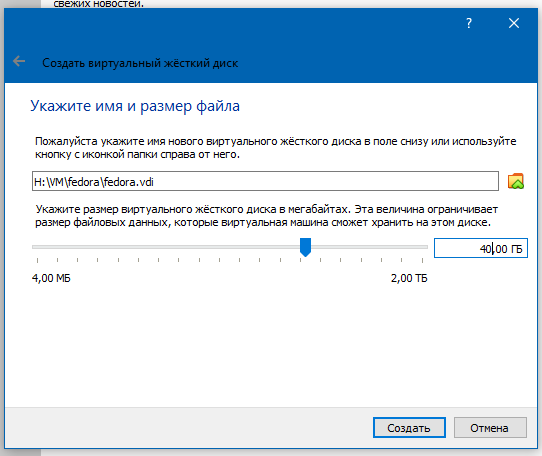 свежих новостей.
?
Создать виртуальный жёсткий диск
Укажите имя и размер файла
Пожалуйста укажите имя нового виртуального жёсткого диска в поле снизу или используйте
кнопку с иконкой папки справа от него.
H:\VM\fedora\fedora.vdi
Укажите размер виртуального жёсткого диска в мегабайтах. Эта величина ограничивает
размер файловых данных, которые виртуальная машина сможет хранить на этом диске.
40,00 ГБ
4,00 МБ 2,00 ТБ
Создать Отмена